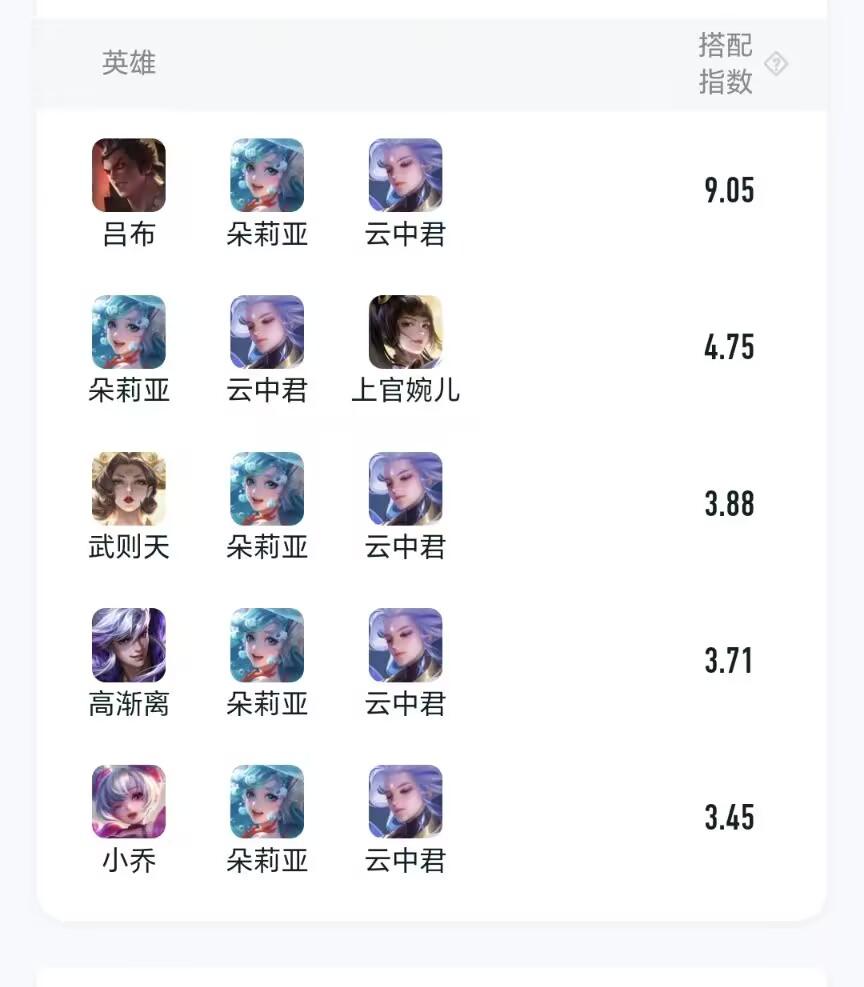 英雄
搭配
指数
吕布 朵莉亚 云中君 9.05
朵莉亚 云中君 上官婉儿 4.75
武则天 朵莉亚 云中君 3.88
高渐离 朵莉亚 云中君 3.71
小乔 朵莉亚 云中君 3.45